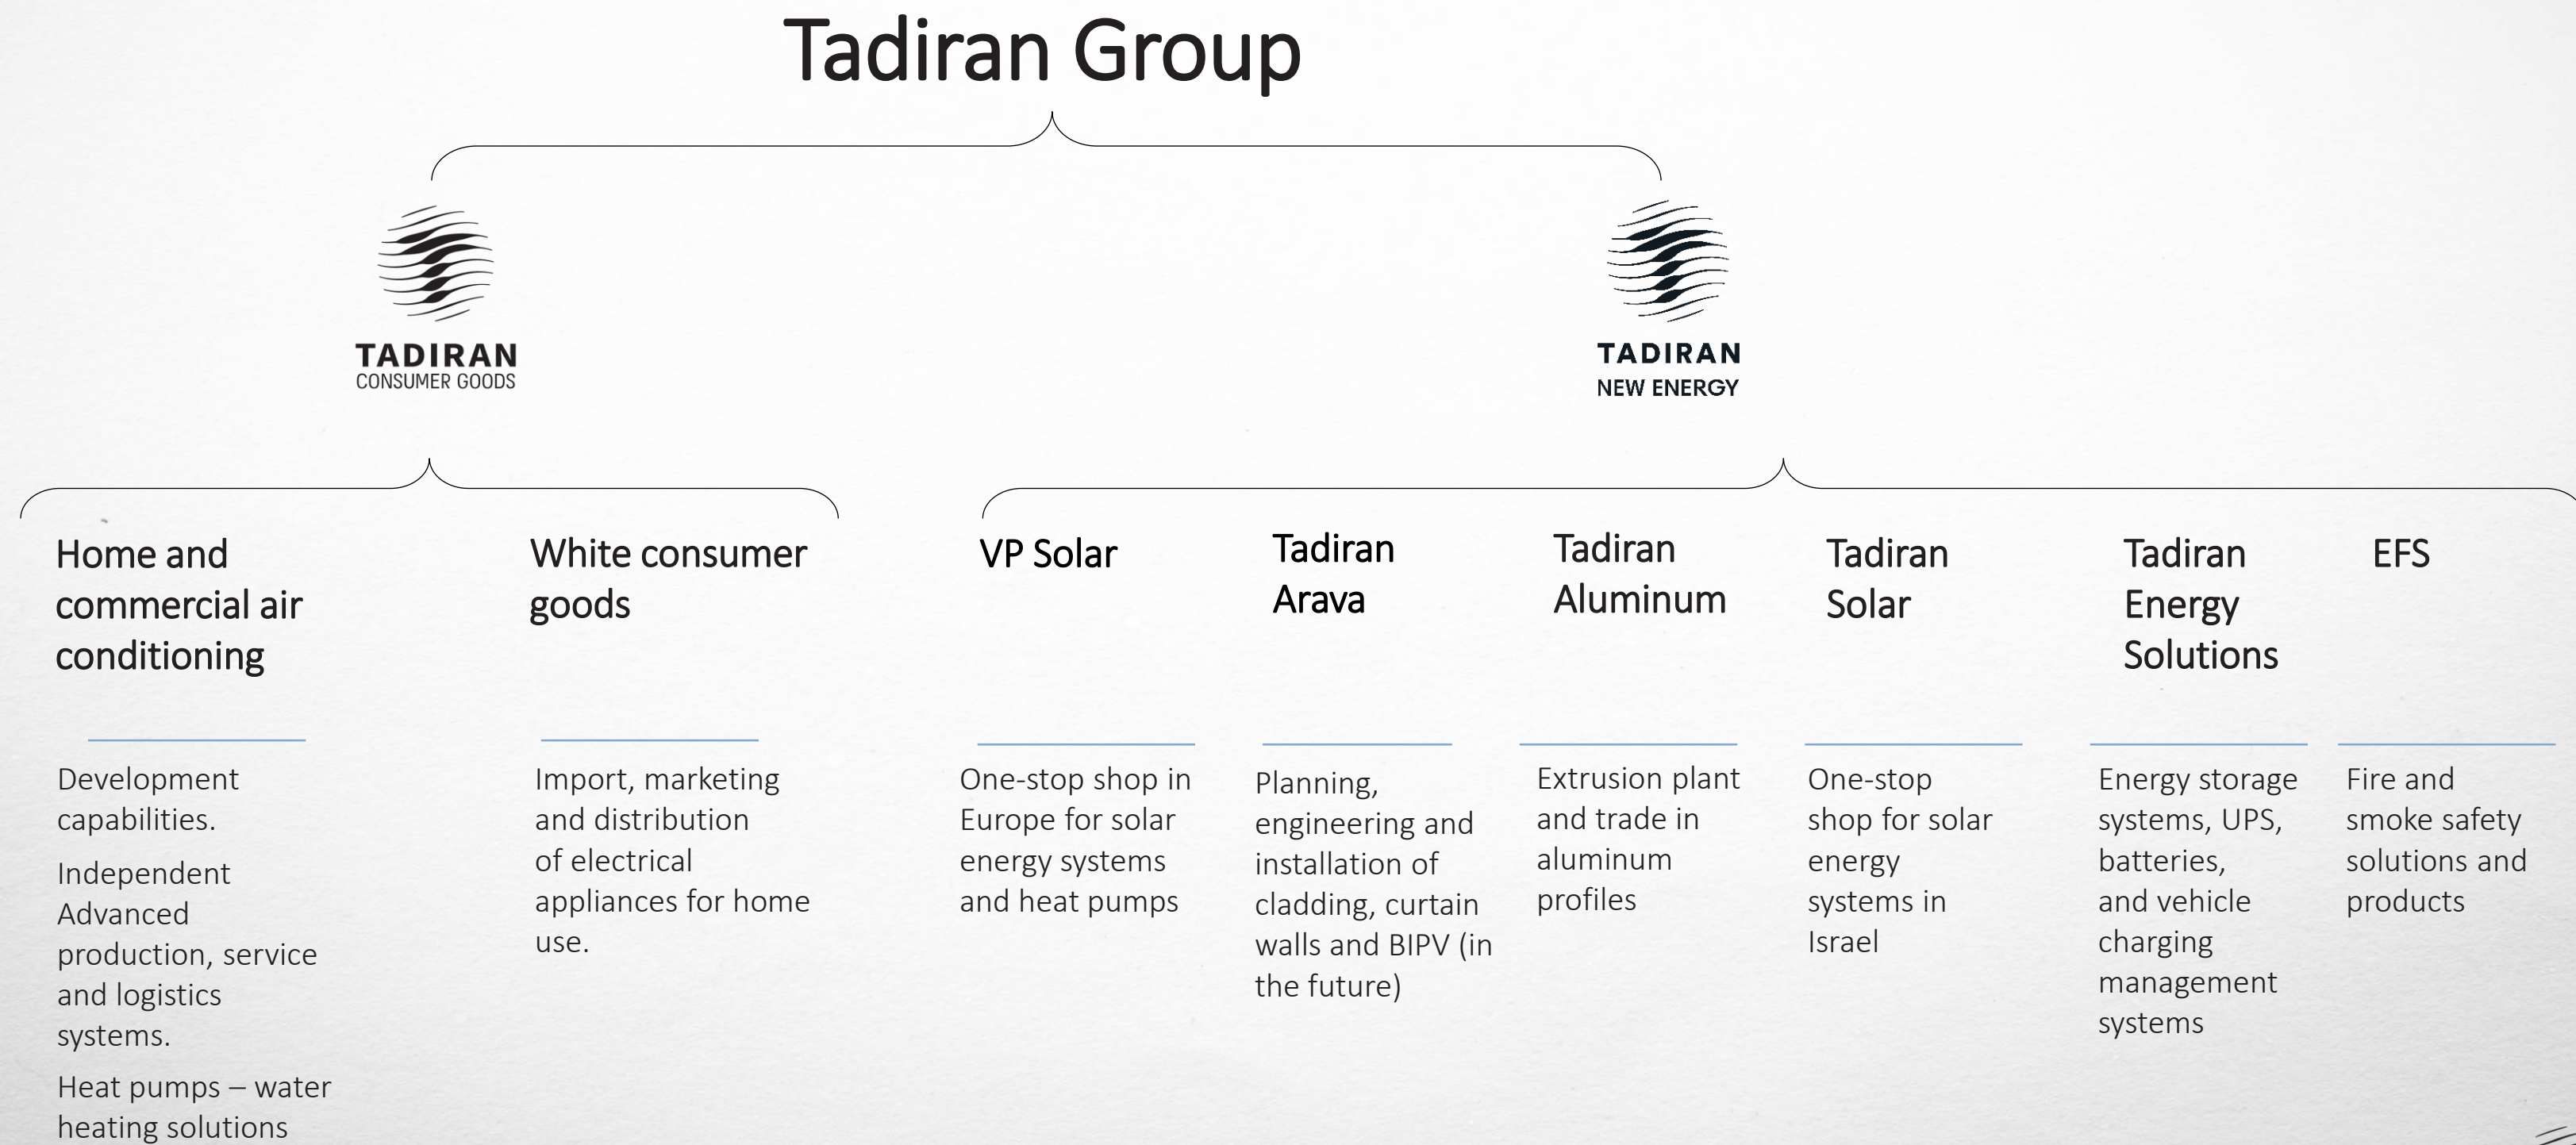 Tadiran Group
TADIRAN
CONSUMER GOODS
TADIRAN
NEW ENERGY
Home and
commercial air
conditioning
Development
capabilities.
Independent
Advanced
production, service
and logistics
systems.
Heat pumps – water
heating solutions
White consumer
goods
Import, marketing
and distribution
of electrical
appliances for home
use.
VP Solar
One-stop shop in
Europe for solar
energy systems
and heat pumps
Tadiran
Arava
Planning,
engineering and
installation of
cladding, curtain
walls and BIPV (in
the future)
Tadiran
Aluminum
Extrusion plant
and trade in
aluminum
profiles
Tadiran
Solar
One-stop
shop for solar
energy
systems in
Israel
Tadiran
Energy
Solutions
Energy storage
systems, UPS,
batteries,
and vehicle
charging
management
systems
EFS
Fire and
smoke safety
solutions and
products